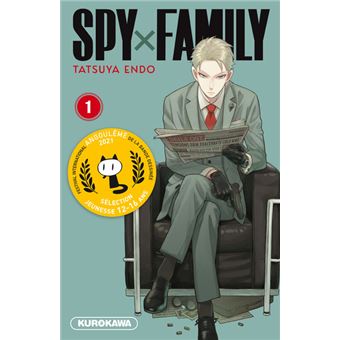 SPY×FAMILY
TATSUYA ENDO
1
FESTIVAL INTERNATIONAL DE LA BANDE DESSINÉE
ANGOULÊME
2021
SÉLECTION
JEUNESSE 12-16 ANS
KUROKAWA